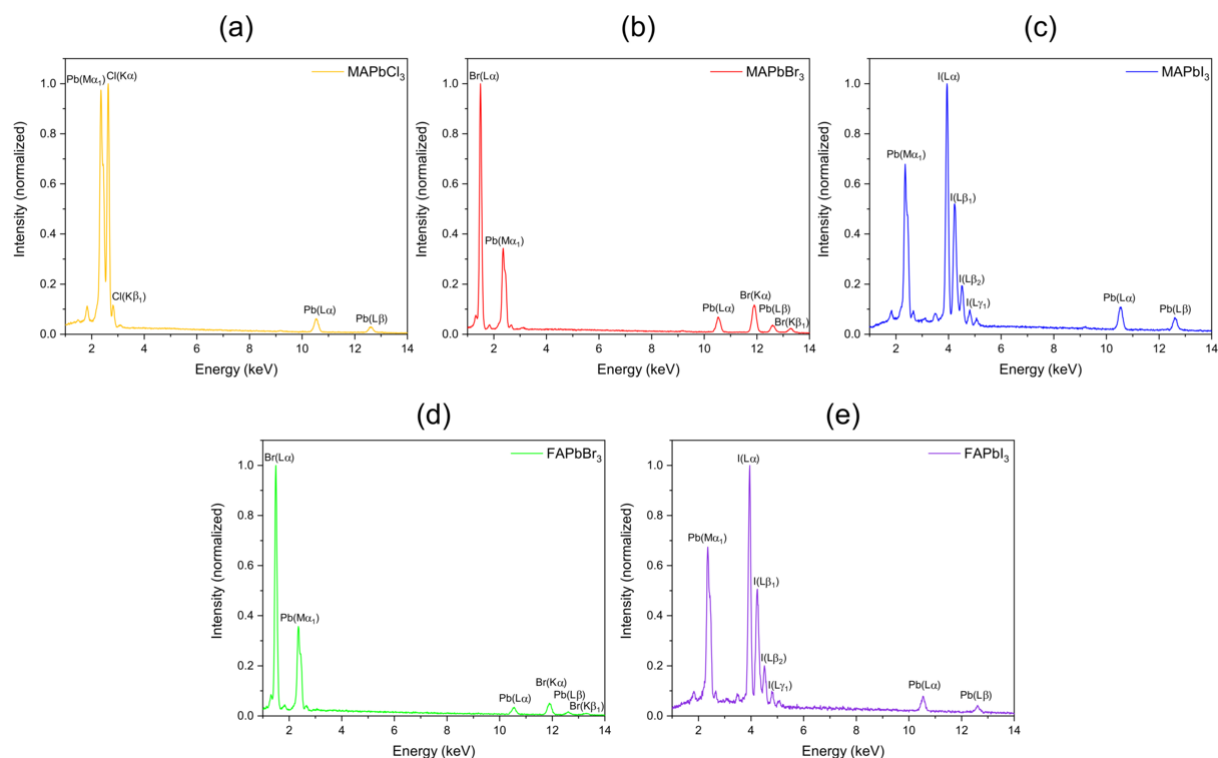 (a)
(b)
(c)
Pb(Mα₁) Cl(Kα)
MAPbCl₃
Cl(Kβ₁)
Pb(Lα)
Pb(Lβ)
Intensity (normalized)
1.0
0.8
0.6
0.4
0.2
0.0
2 4 6 8 10 12 14
Energy (keV)
Br(Lα)
MAPbBr₃
Pb(Mα₁)
Pb(Lα)
Br(Kα)
Pb(Lβ)
Br(Kβ₁)
Intensity (normalized)
1.0
0.8
0.6
0.4
0.2
0.0
2 4 6 8 10 12 14
Energy (keV)
I(Lα)
MAPbI₃
Pb(Mα₁)
I(Lβ₁)
I(Lβ₂)
I(Lγ₁)
Pb(Lα)
Pb(Lβ)
Intensity (normalized)
1.0
0.8
0.6
0.4
0.2
0.0
2 4 6 8 10 12 14
Energy (keV)
(d)
(e)
Br(Lα)
FAPbBr₃
Pb(Mα₁)
Pb(Lα)
Br(Kα)
Pb(Lβ)
Br(Kβ₁)
Intensity (normalized)
1.0
0.8
0.6
0.4
0.2
0.0
2 4 6 8 10 12 14
Energy (keV)
I(Lα)
FAPbI₃
Pb(Mα₁)
I(Lβ₁)
I(Lβ₂)
I(Lγ₁)
Pb(Lα)
Pb(Lβ)
Intensity (normalized)
1.0
0.8
0.6
0.4
0.2
0.0
2 4 6 8 10 12 14
Energy (keV)